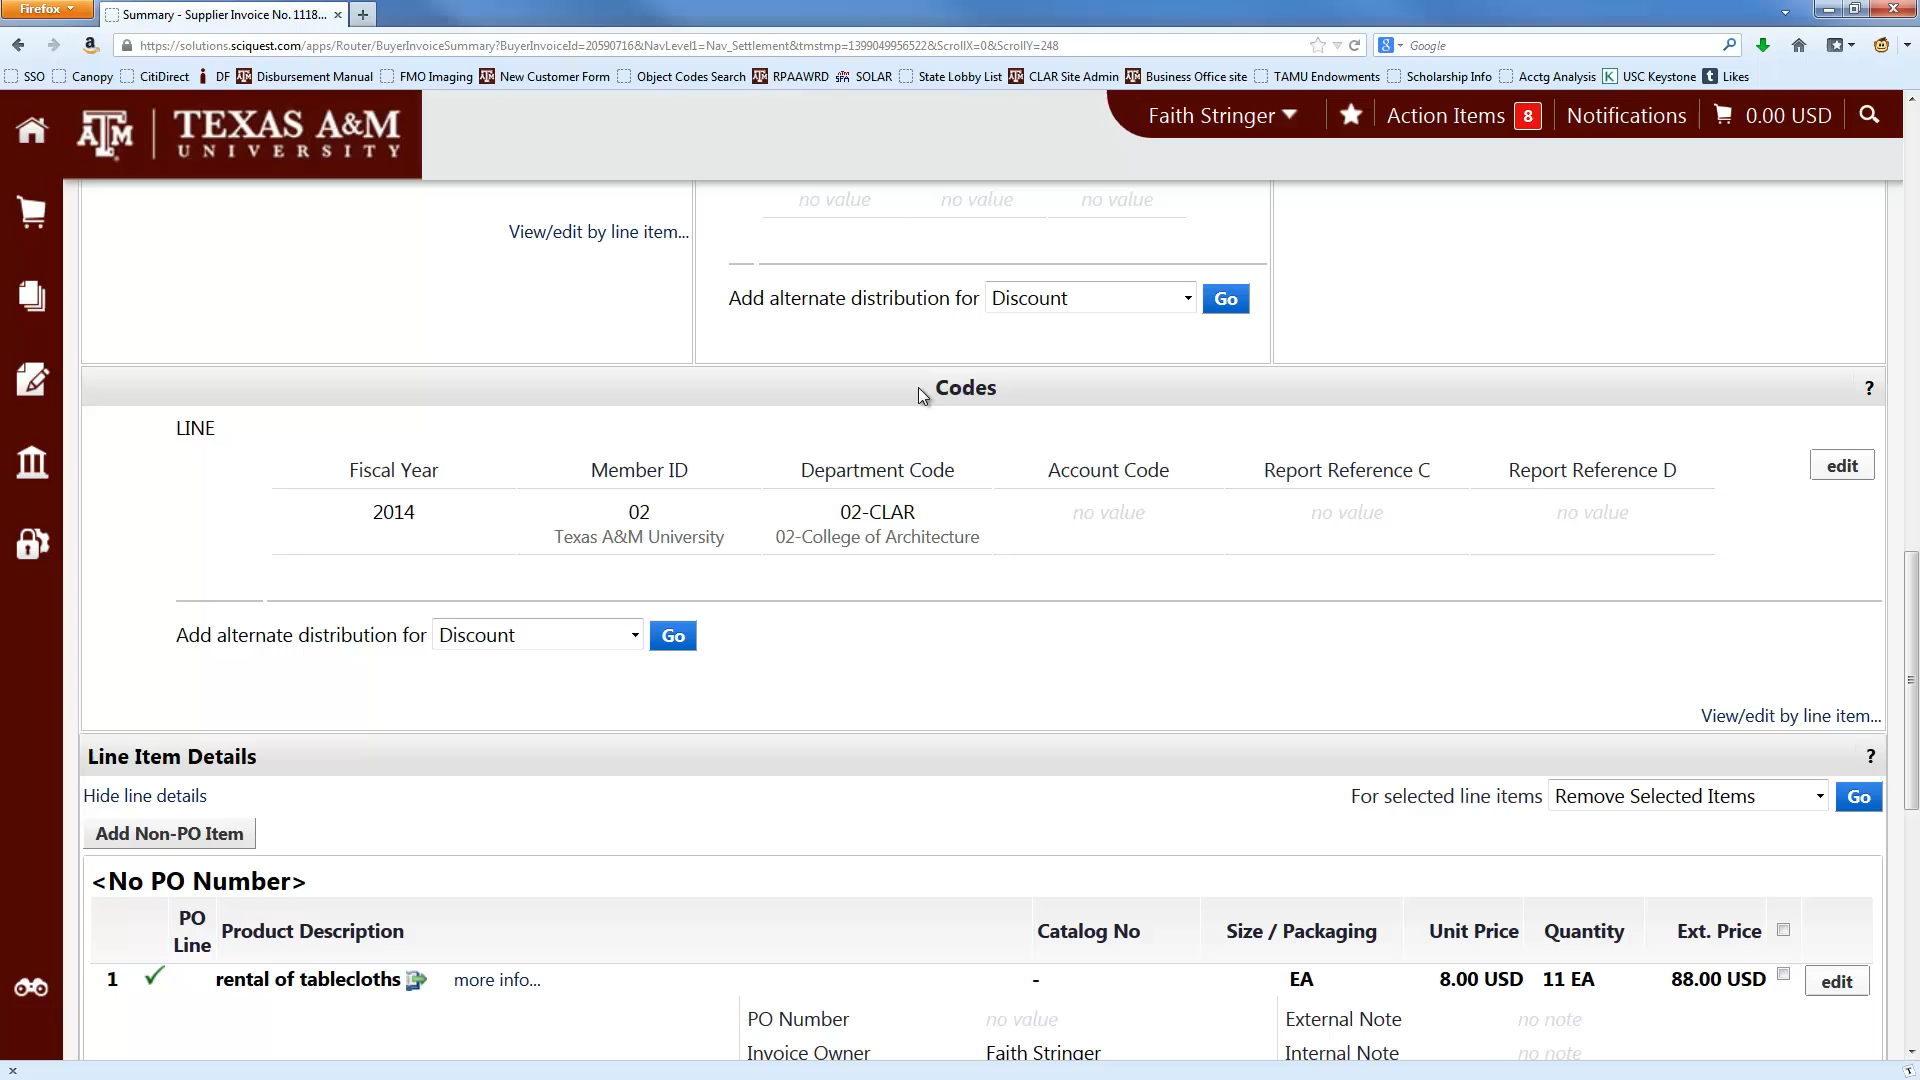 Firefox
Summary - Supplier Invoice No. 1118... ×
https://solutions.sciquest.com/apps/Router/BuyerInvoiceSummary?BuyerInvoiceId=20590716&NavLevel1=Nav_Settlement&tmstmp=1399049956522&ScrollX=0&ScrollY=248
Google
SSO Canopy CitiDirect DF Disbursement Manual FMO Imaging New Customer Form Object Codes Search RPAAWRD SOLAR State Lobby List CLAR Site Admin Business Office site TAMU Endowments Scholarship Info Acctg Analysis USC Keystone Likes
TEXAS A&M
UNIVERSITY
Faith Stringer Action Items 8 Notifications 0.00 USD
no value no value no value
View/edit by line item...
Add alternate distribution for Discount Go
Codes ?
LINE
Fiscal Year Member ID Department Code Account Code Report Reference C Report Reference D edit
2014 02 02-CLAR no value no value no value
Texas A&M University 02-College of Architecture
Add alternate distribution for Discount Go
View/edit by line item...
Line Item Details ?
Hide line details For selected line items Remove Selected Items Go
Add Non-PO Item
<No PO Number>
PO Line Product Description Catalog No Size / Packaging Unit Price Quantity Ext. Price
1 rental of tablecloths more info... - EA 8.00 USD 11 EA 88.00 USD edit
PO Number no value External Note no note
Invoice Owner Faith Stringer Internal Note no note